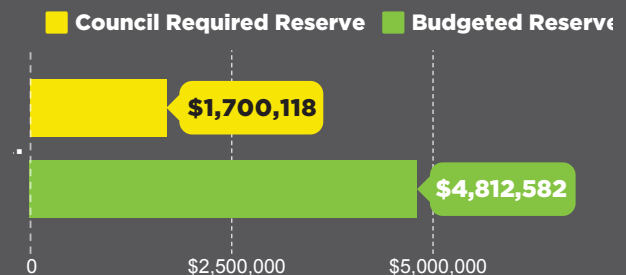 Council Required Reserve Budgeted Reserve
$1,700,118
$4,812,582
0 $2,500,000 $5,000,000